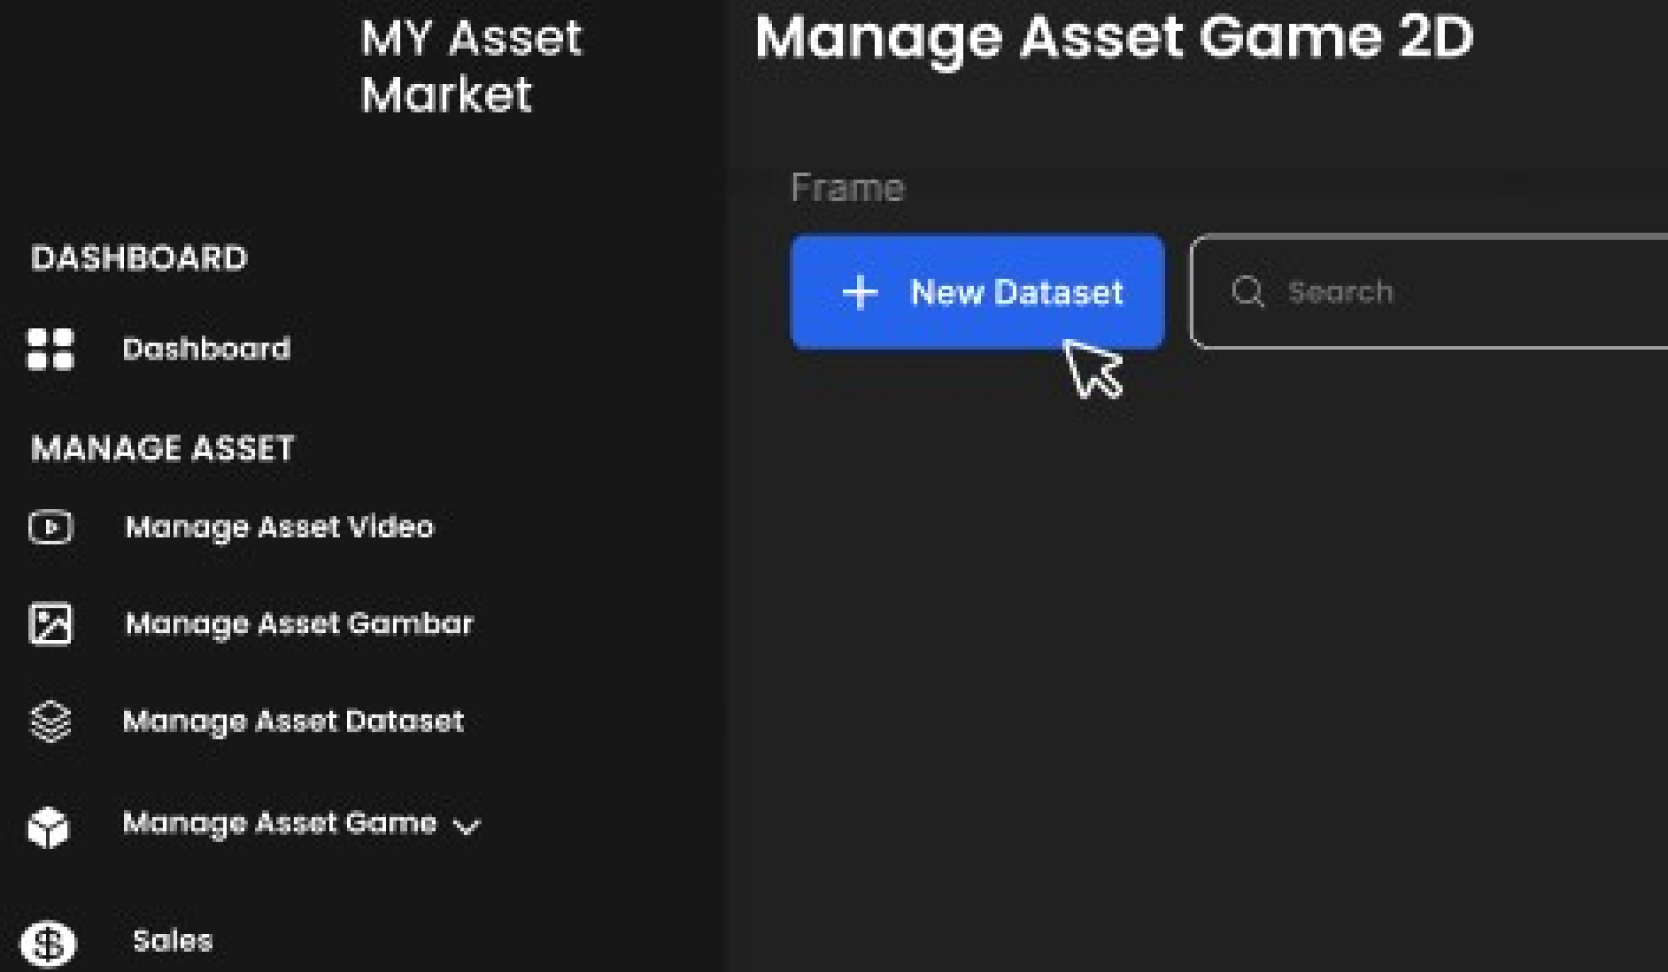 MY Asset
Market
DASHBOARD
Dashboard
MANAGE ASSET
Manage Asset Video
Manage Asset Gambar
Manage Asset Dataset
Manage Asset Game
Sales
Manage Asset Game 2D
Frame
New Dataset
Search